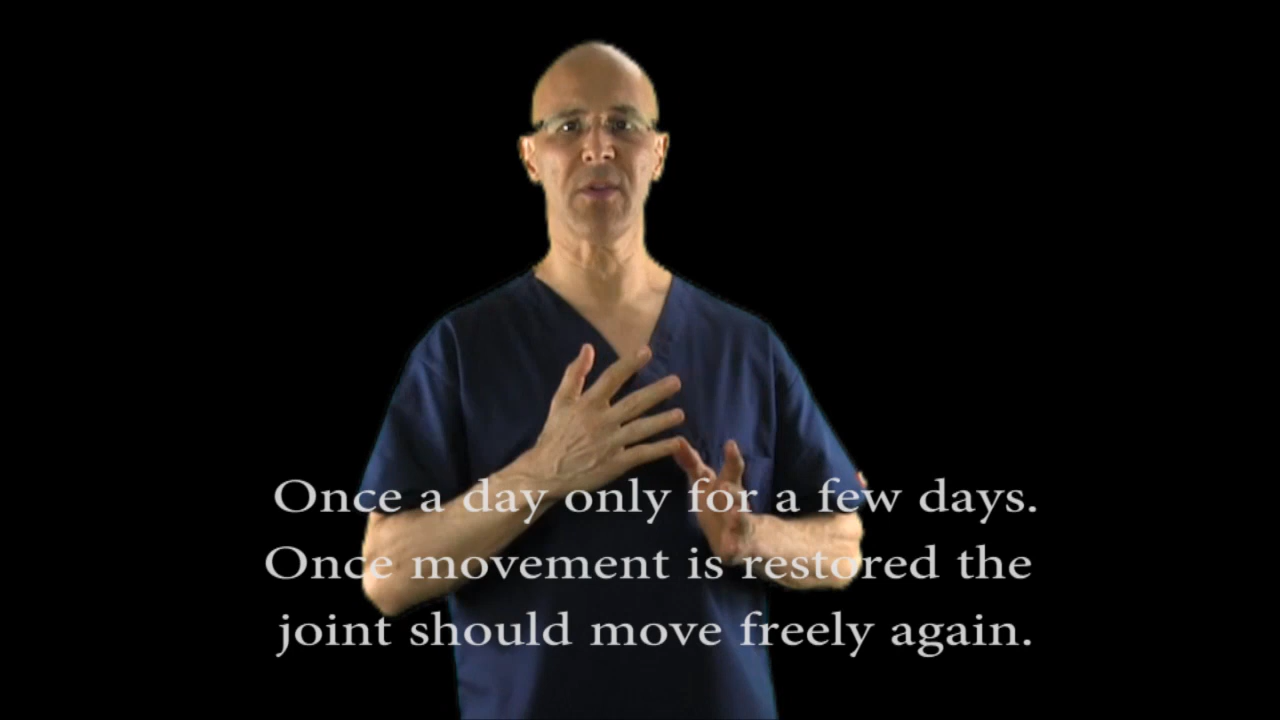 Once a day only for a few days.
Once movement is restored the
joint should move freely again.